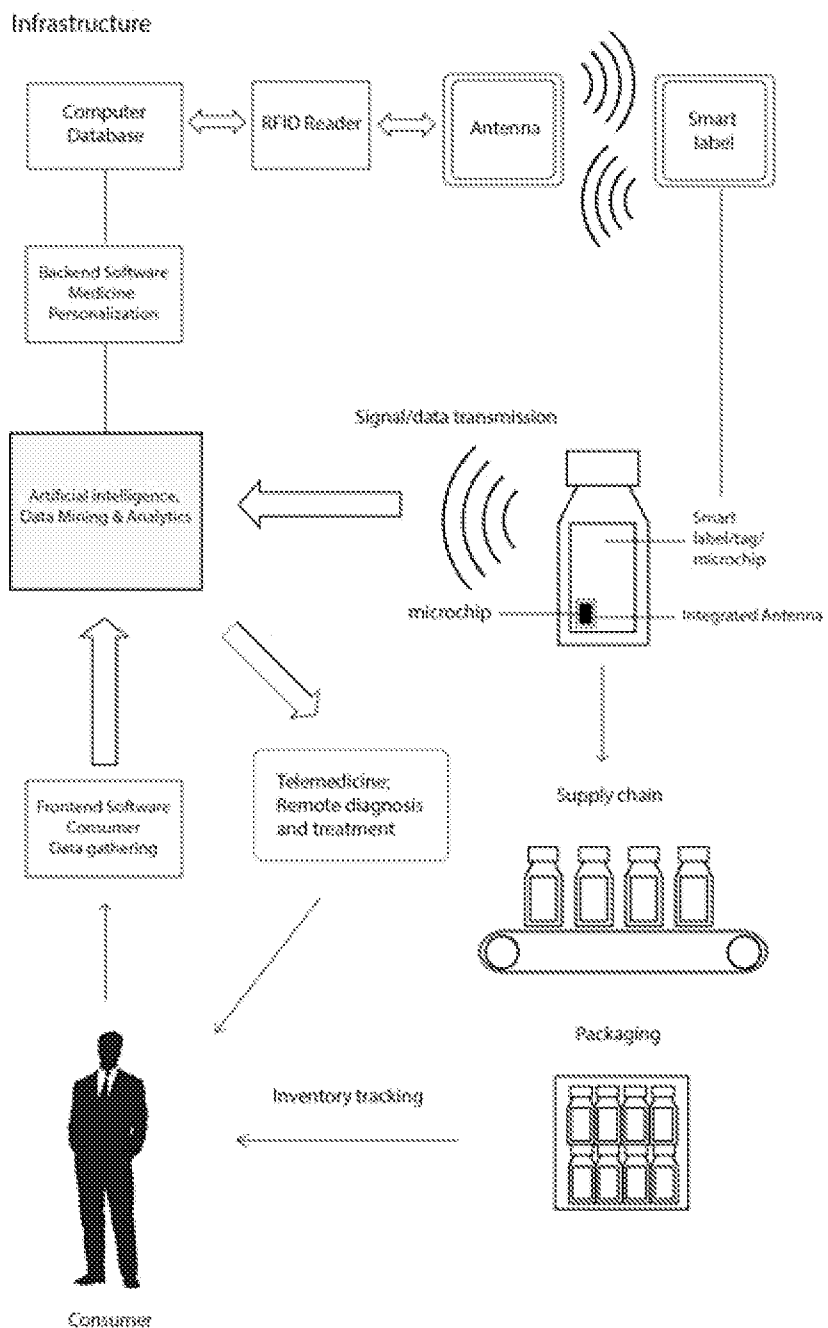 Infrastructure
Computer
Database
RFID Reader
Antenna
Smart
label
Backend Software
Medicine
Personalization
Signal/data transmission
Artificial intelligence,
Data Mining & Analytics
Smart
label/tag/
microchip
microchip
Integrated Antenna
Telemedicine;
Remote diagnosis
and treatment
Frontend Software
Consumer
Data gathering
Supply chain
Packaging
Inventory tracking
Consumer